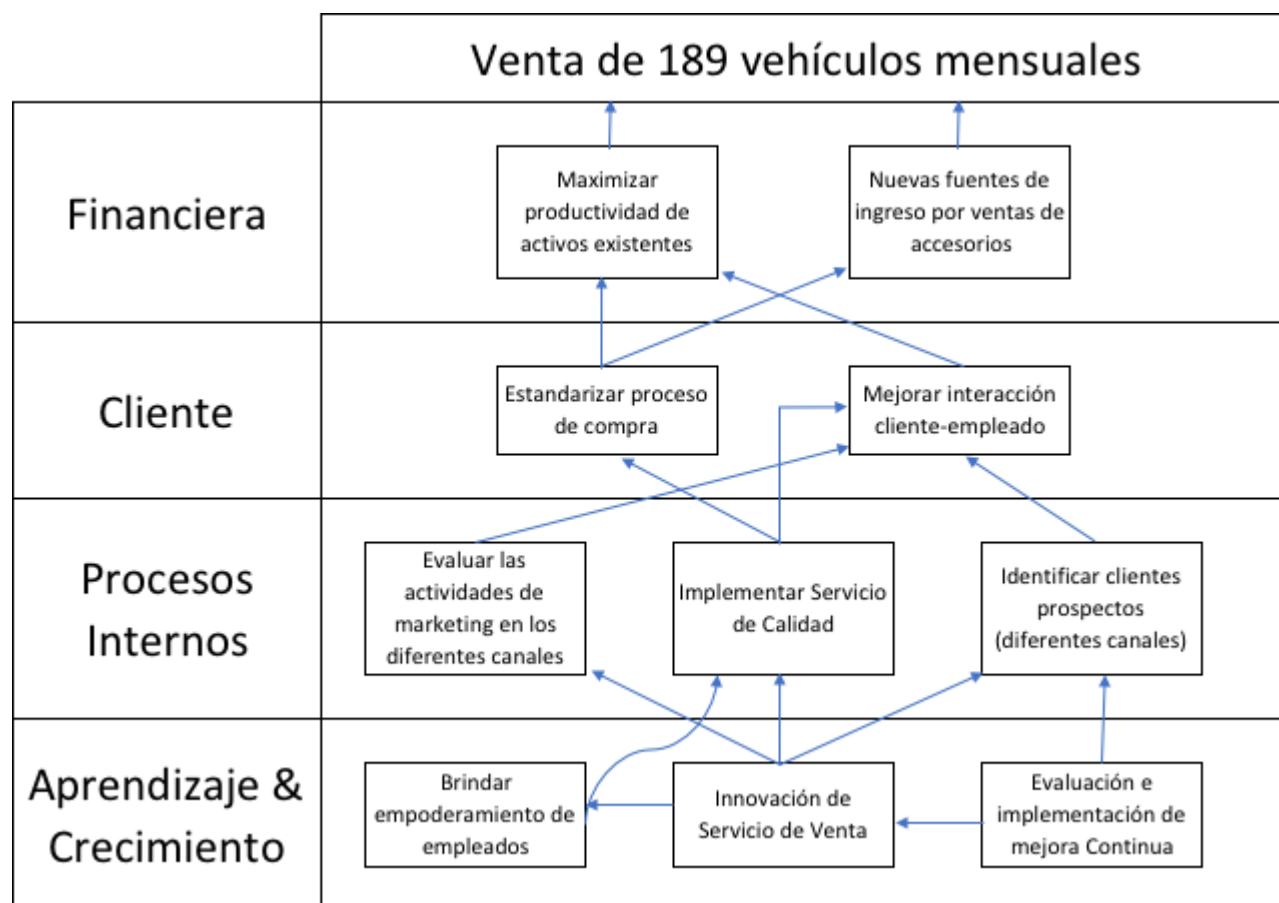 Venta de 189 vehículos mensuales
Financiera
Maximizar
productividad de
activos existentes
Nuevas fuentes de
ingreso por ventas de
accesorios
Cliente
Estandarizar proceso
de compra
Mejorar interacción
cliente-empleado
Procesos
Internos
Evaluar las
actividades de
marketing en los
diferentes canales
Implementar Servicio
de Calidad
Identificar clientes
prospectos
(diferentes canales)
Aprendizaje &
Crecimiento
Brindar
empoderamiento de
empleados
Innovación de
Servicio de Venta
Evaluación e
implementación de
mejora Continua